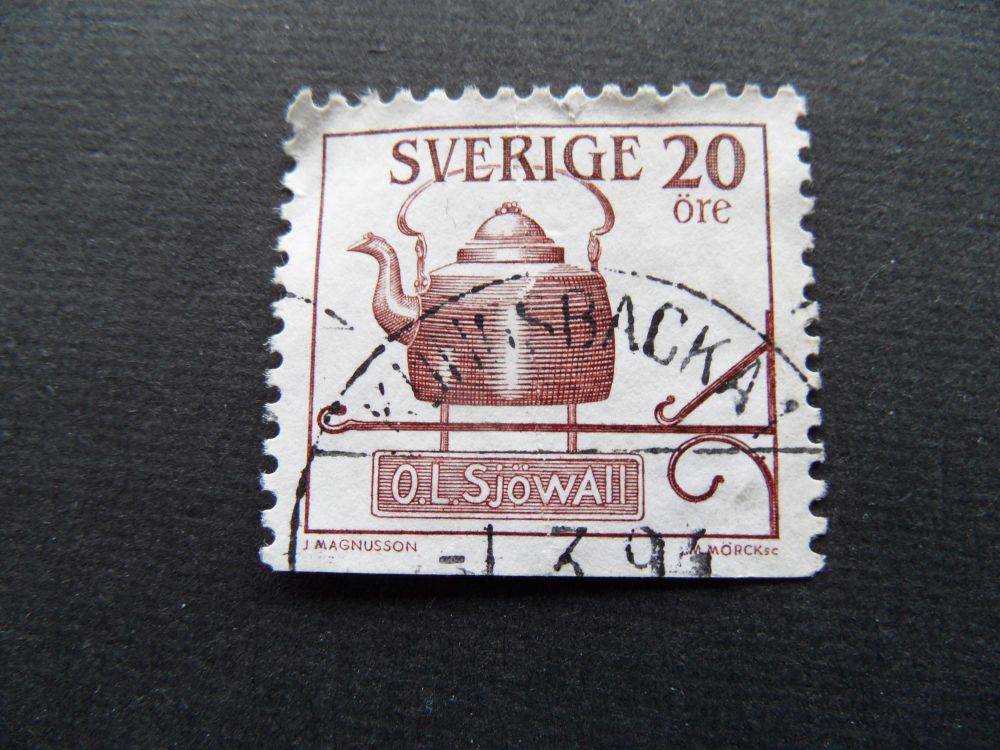 SVERIGE 20
öre
O.L. SjöwAll
J MAGNUSSON
M MÖRCKsc